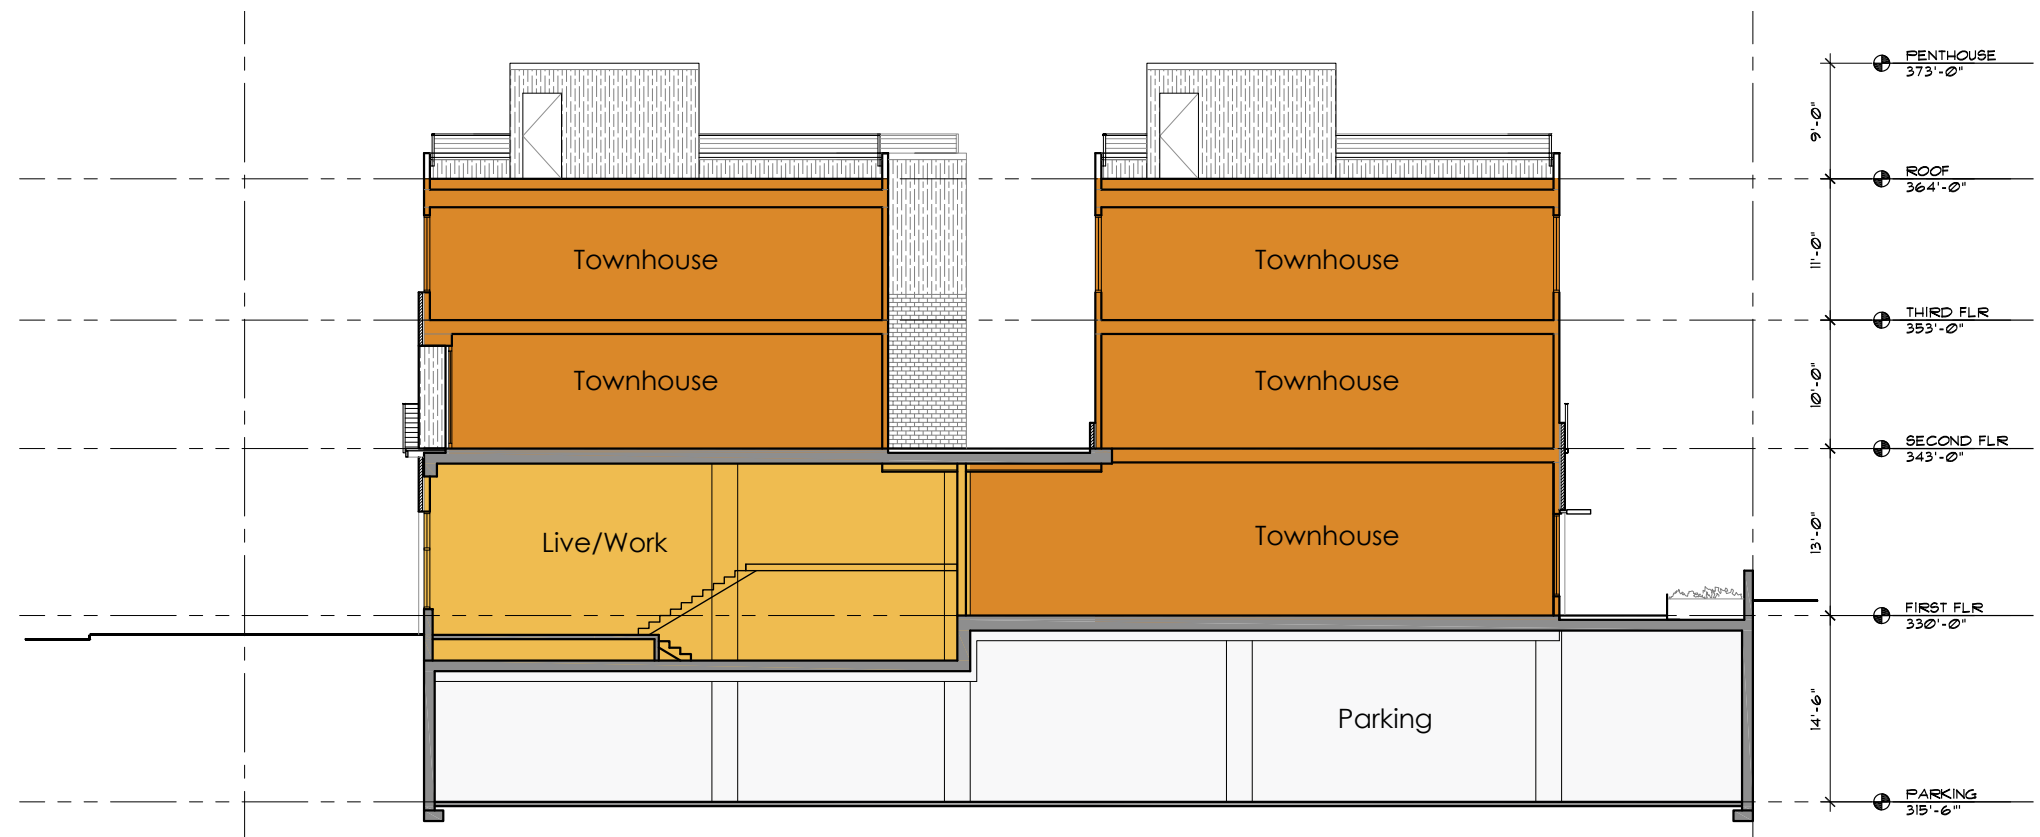 PENTHOUSE
373'-0"
9'-0"
ROOF
364'-0"
Townhouse
Townhouse
11'-0"
THIRD FLR
353'-0"
Townhouse
Townhouse
10'-0"
SECOND FLR
343'-0"
Live/Work
Townhouse
13'-0"
FIRST FLR
330'-0"
Parking
14'-6"
PARKING
315'-6"